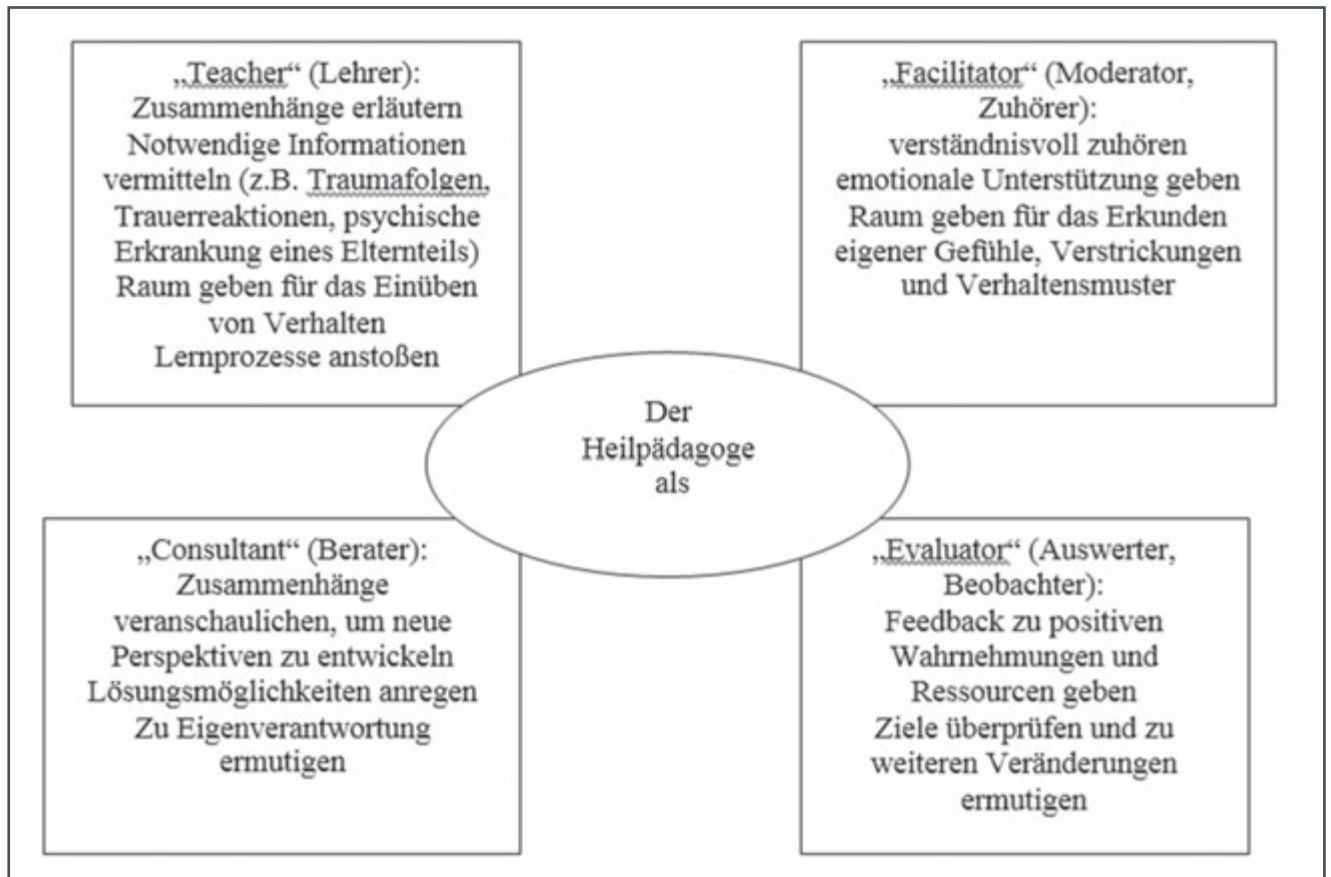 „Teacher“ (Lehrer):
Zusammenhänge erläutern
Notwendige Informationen
vermitteln (z.B. Traumafolgen,
Trauerreaktionen, psychische
Erkrankung eines Elternteils)
Raum geben für das Einüben
von Verhalten
Lernprozesse anstoßen
„Facilitator“ (Moderator,
Zuhörer):
verständnisvoll zuhören
emotionale Unterstützung geben
Raum geben für das Erkunden
eigener Gefühle, Verstrickungen
und Verhaltensmuster
Der
Heilpädagoge
als
„Consultant“ (Berater):
Zusammenhänge
veranschaulichen, um neue
Perspektiven zu entwickeln
Lösungsmöglichkeiten anregen
Zu Eigenverantwortung
ermutigen
„Evaluator“ (Auswerter,
Beobachter):
Feedback zu positiven
Wahrnehmungen und
Ressourcen geben
Ziele überprüfen und zu
weiteren Veränderungen
ermutigen